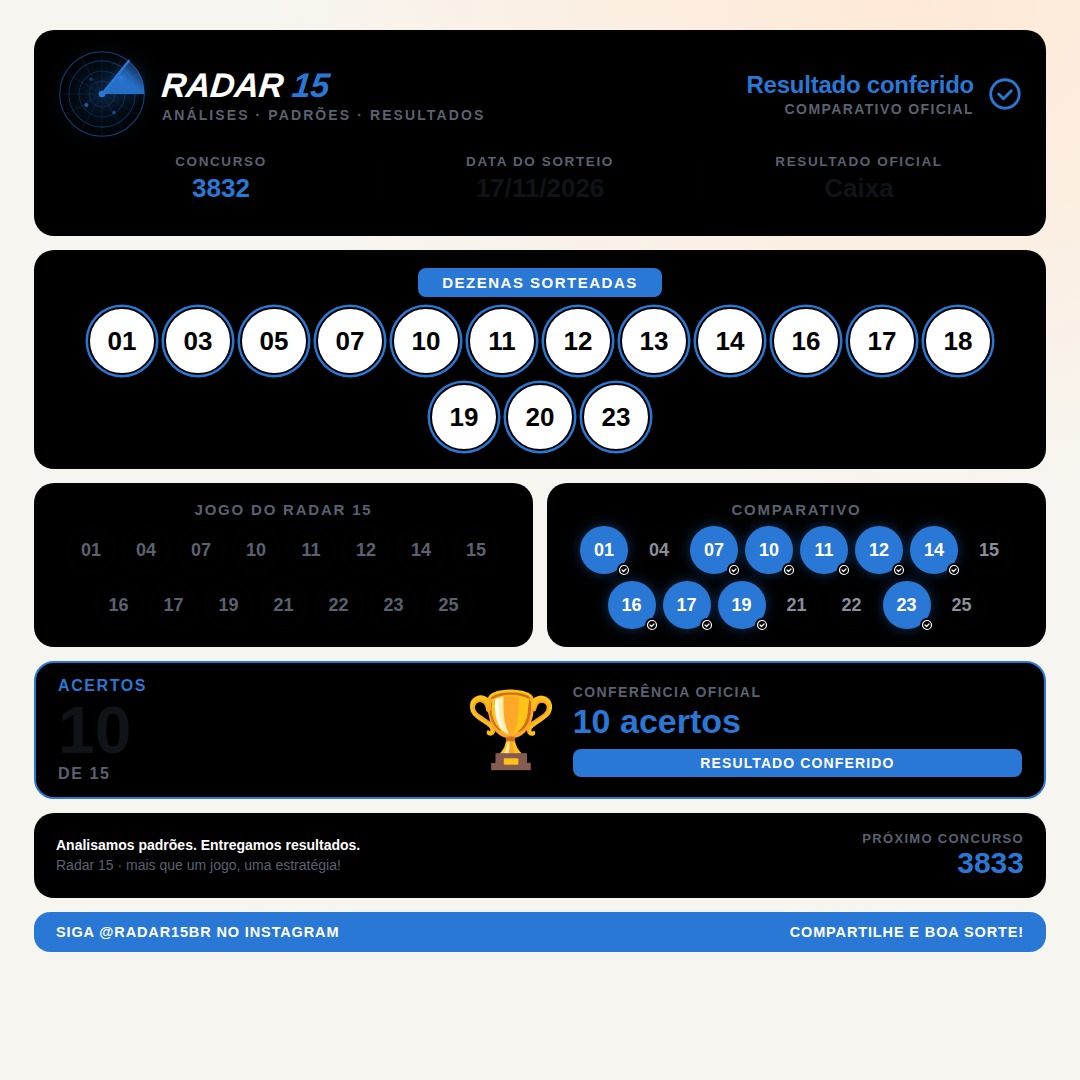 RADAR 15
ANÁLISES · PADRÕES · RESULTADOS
Resultado conferido
COMPARATIVO OFICIAL
CONCURSO
3832
DATA DO SORTEIO
17/11/2026
RESULTADO OFICIAL
Caixa
DEZENAS SORTEADAS
01 03 05 07 10 11 12 13 14 16 17 18
19 20 23
JOGO DO RADAR 15
01 04 07 10 11 12 14 15
16 17 19 21 22 23 25
COMPARATIVO
01 04 07 10 11 12 14 15
16 17 19 21 22 23 25
ACERTOS
10
DE 15
CONFERÊNCIA OFICIAL
10 acertos
RESULTADO CONFERIDO
Analisamos padrões. Entregamos resultados.
Radar 15 · mais que um jogo, uma estratégia!
PRÓXIMO CONCURSO
3833
SIGA @RADAR15BR NO INSTAGRAM
COMPARTILHE E BOA SORTE!